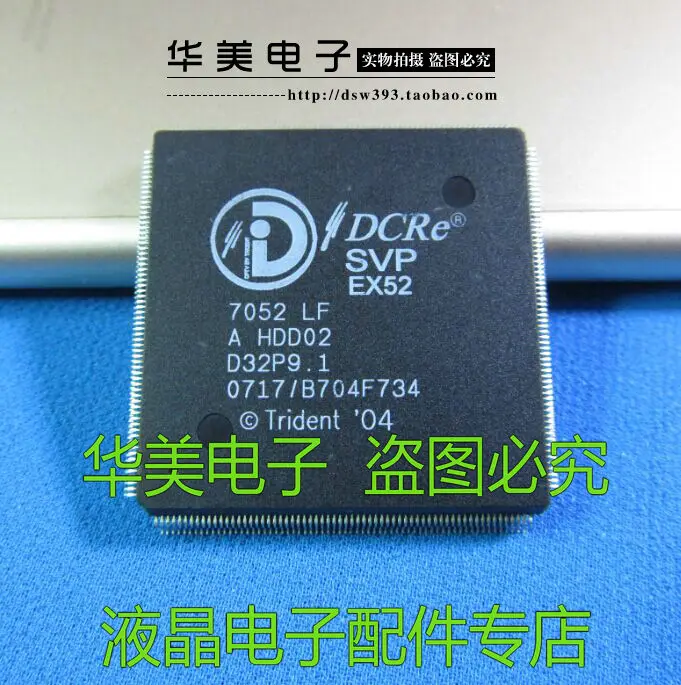 华美电子 实物拍摄 盗图必究
http://dsw393.taobao.com
DCRe®
SVP
EX52
7052 LF
A HDD02
D32P9.1
0717/B704F734
© Trident '04
华美电子 盗图必究
液晶电子配件专店